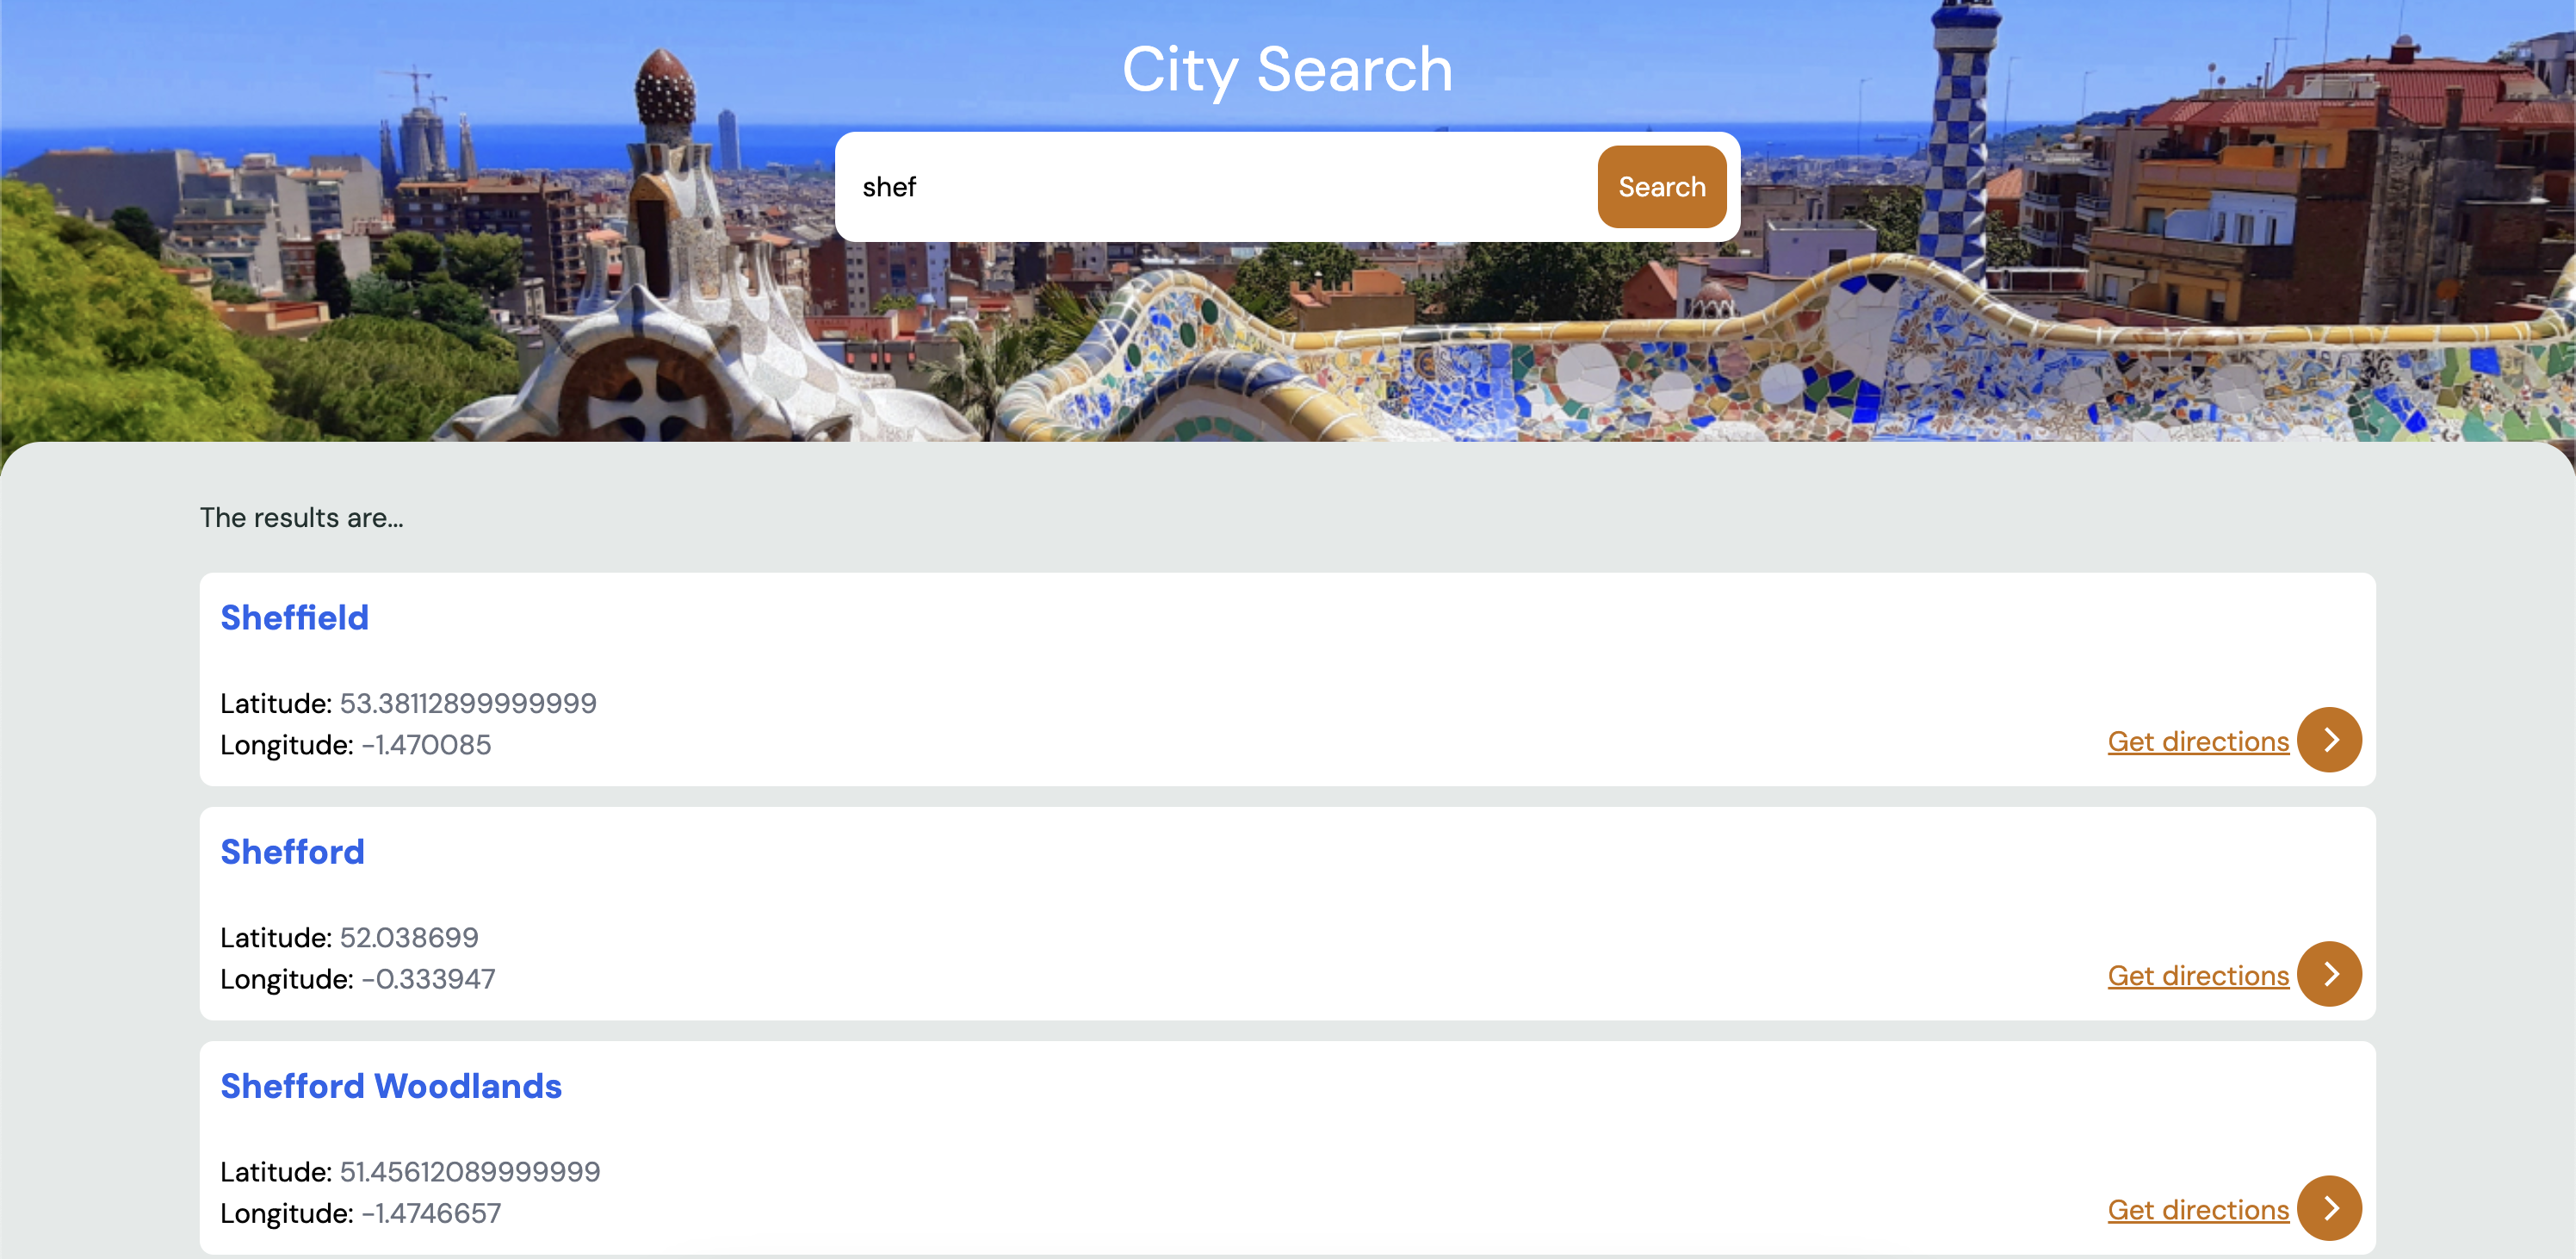 City Search
shef
Search
The results are...
Sheffield
Latitude: 53.38112899999999
Longitude: -1.470085
Get directions
Shefford
Latitude: 52.038699
Longitude: -0.333947
Get directions
Shefford Woodlands
Latitude: 51.45612089999999
Longitude: -1.4746657
Get directions